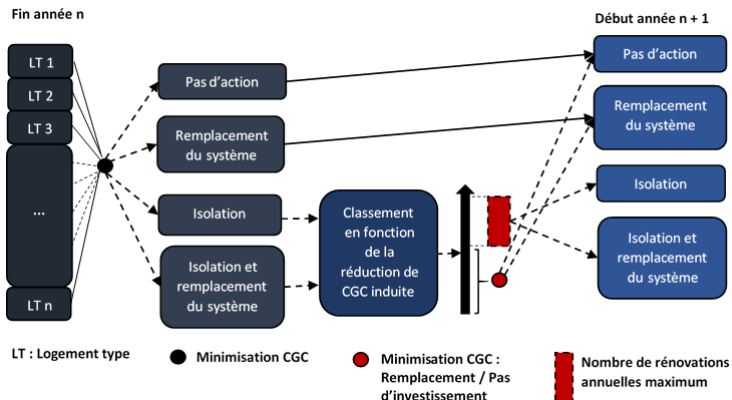 Fin année n
Début année n + 1
LT 1
LT 2
LT 3
...
LT n
Pas d'action
Remplacement
du système
Isolation
Isolation et
remplacement
du système
Classement
en fonction
de la
réduction de
CGC induite
Pas d'action
Remplacement
du système
Isolation
Isolation et
remplacement
du système
LT : Logement type
Minimisation CGC
Minimisation CGC :
Remplacement / Pas
d'investissement
Nombre de rénovations
annuelles maximum